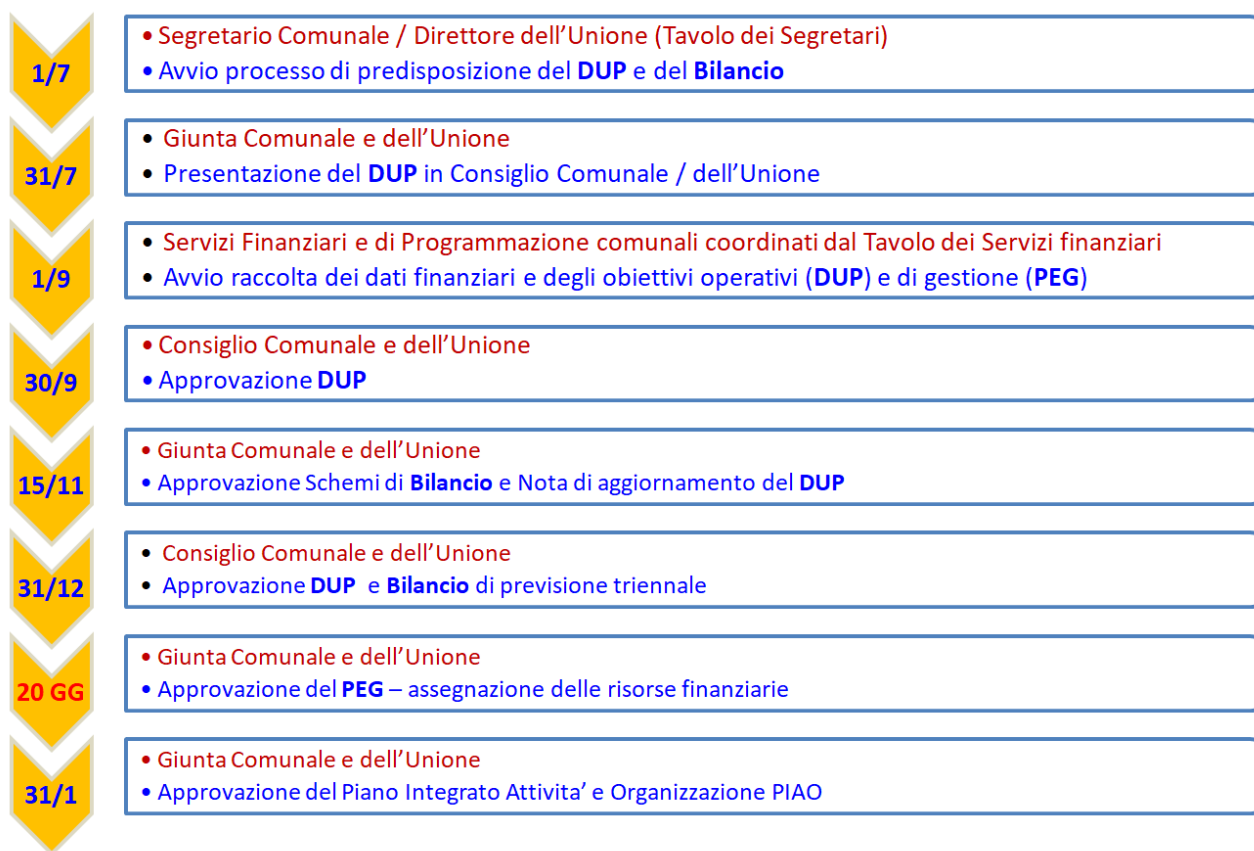 • Segretario Comunale / Direttore dell’Unione (Tavolo dei Segretari)
1/7
• Avvio processo di predisposizione del DUP e del Bilancio
• Giunta Comunale e dell’Unione
31/7
• Presentazione del DUP in Consiglio Comunale / dell’Unione
• Servizi Finanziari e di Programmazione comunali coordinati dal Tavolo dei Servizi finanziari
1/9
• Avvio raccolta dei dati finanziari e degli obiettivi operativi (DUP) e di gestione (PEG)
• Consiglio Comunale e dell’Unione
30/9
• Approvazione DUP
• Giunta Comunale e dell’Unione
15/11
• Approvazione Schemi di Bilancio e Nota di aggiornamento del DUP
• Consiglio Comunale e dell’Unione
31/12
• Approvazione DUP e Bilancio di previsione triennale
• Giunta Comunale e dell’Unione
20 GG
• Approvazione del PEG – assegnazione delle risorse finanziarie
• Giunta Comunale e dell’Unione
31/1
• Approvazione del Piano Integrato Attivita’ e Organizzazione PIAO